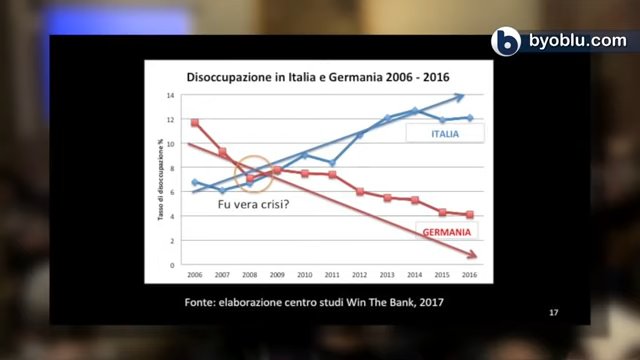 b byoblu.com
Disoccupazione in Italia e Germania 2006 - 2016
Tasso di disoccupazione %
14
12
10
8
6
4
2
0
ITALIA
Fu vera crisi?
GERMANIA
2006 2007 2008 2009 2010 2011 2012 2013 2014 2015 2016
Fonte: elaborazione centro studi Win The Bank, 2017
17